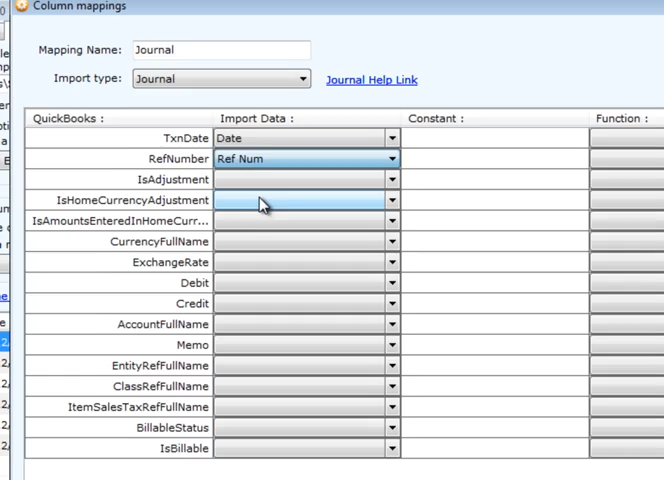 Column mappings
Mapping Name: Journal
Import type: Journal Journal Help Link
QuickBooks : Import Data : Constant : Function :
TxnDate Date
RefNumber Ref Num
IsAdjustment
IsHomeCurrencyAdjustment
IsAmountsEnteredInHomeCurr...
CurrencyFullName
ExchangeRate
Debit
Credit
AccountFullName
Memo
EntityRefFullName
ClassRefFullName
ItemSalesTaxRefFullName
BillableStatus
IsBillable